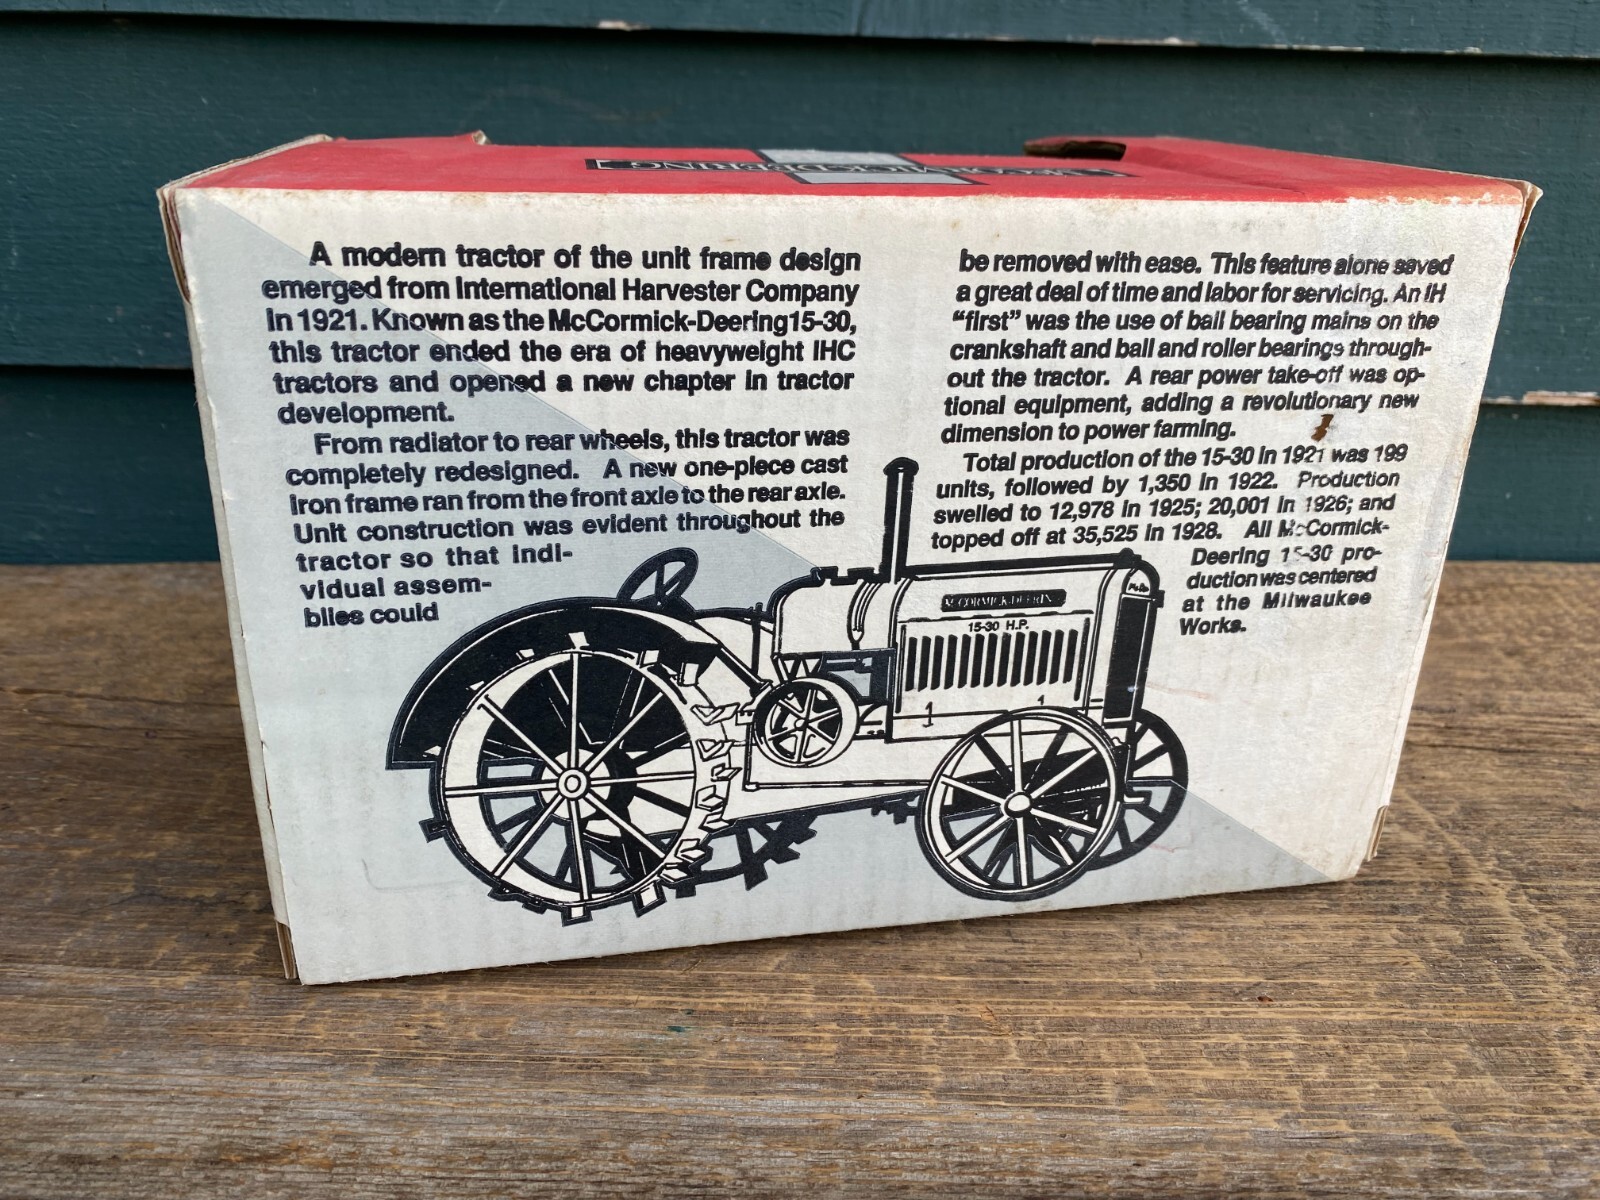 McCORMICK-DEERING
A modern tractor of the unit frame design
emerged from International Harvester Company
in 1921. Known as the McCormick-Deering 15-30,
this tractor ended the era of heavyweight IHC
tractors and opened a new chapter in tractor
development.
From radiator to rear wheels, this tractor was
completely redesigned. A new one-piece cast
iron frame ran from the front axle to the rear axle.
Unit construction was evident throughout the
tractor so that indi-
vidual assem-
blies could
be removed with ease. This feature alone saved
a great deal of time and labor for servicing. An IH
“first” was the use of ball bearing mains on the
crankshaft and ball and roller bearings through-
out the tractor. A rear power take-off was op-
tional equipment, adding a revolutionary new
dimension to power farming.
Total production of the 15-30 in 1921 was 199
units, followed by 1,350 in 1922. Production
swelled to 12,978 in 1925; 20,001 in 1926; and
topped off at 35,525 in 1928. All McCormick-
Deering 15-30 pro-
duction was centered
at the Milwaukee
Works.
McCORMICK-DEERING
15-30 H.P.